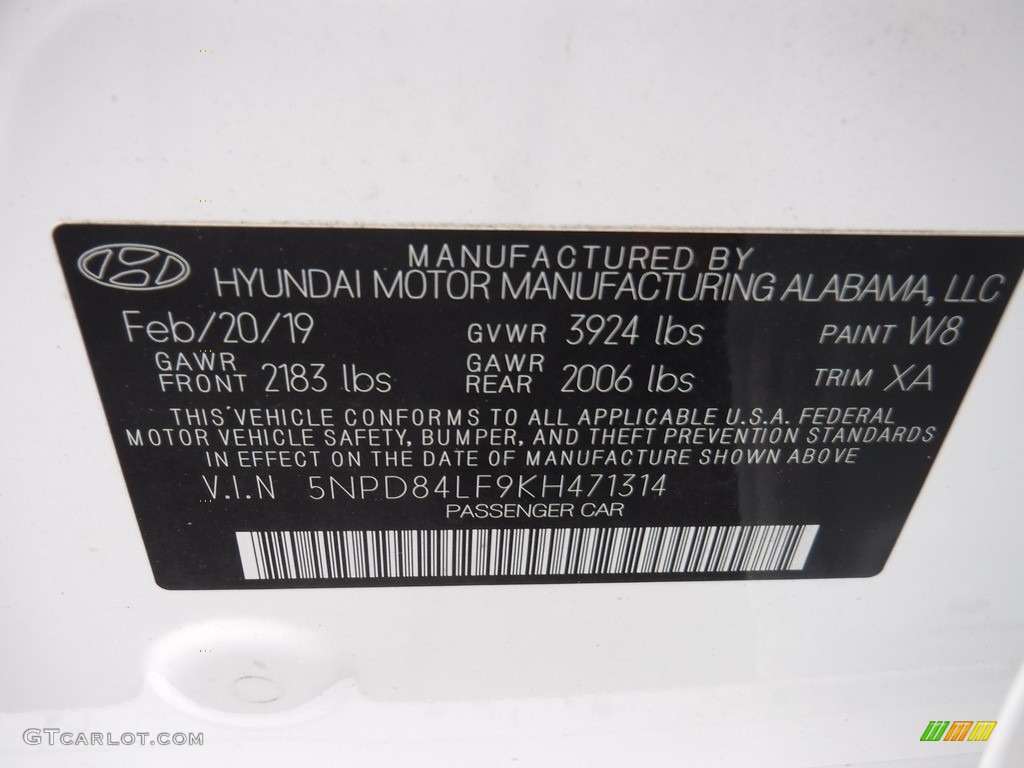 MANUFACTURED BY
HYUNDAI MOTOR MANUFACTURING ALABAMA, LLC
Feb/20/19 GVWR 3924 lbs PAINT W8
GAWR FRONT 2183 lbs GAWR REAR 2006 lbs TRIM XA
THIS VEHICLE CONFORMS TO ALL APPLICABLE U.S.A. FEDERAL
MOTOR VEHICLE SAFETY, BUMPER, AND THEFT PREVENTION STANDARDS
IN EFFECT ON THE DATE OF MANUFACTURE SHOWN ABOVE
V.I.N 5NPD84LF9KH471314
PASSENGER CAR
GTCARLOT.COM